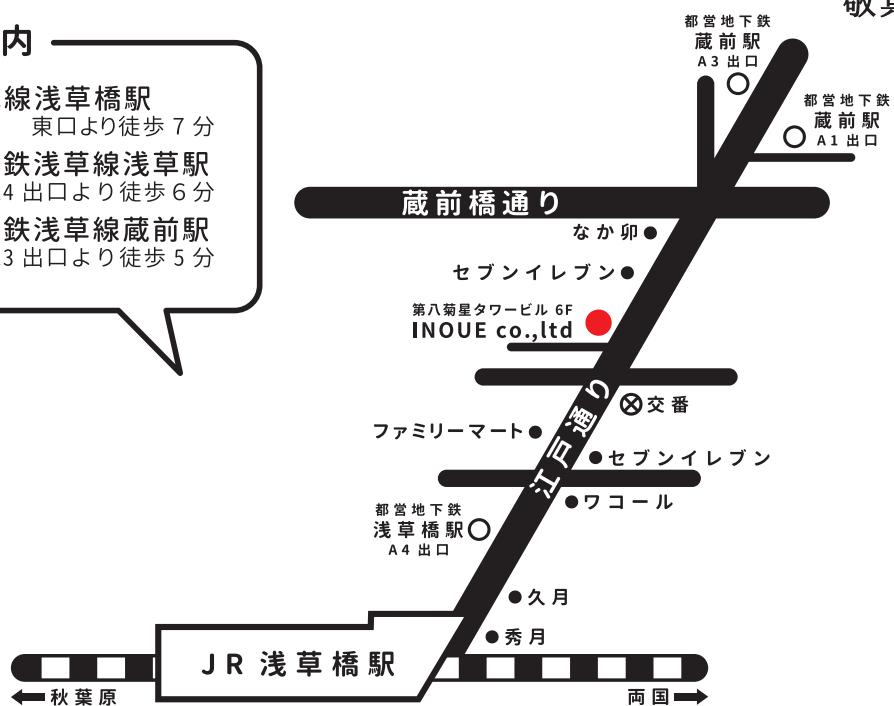 内
線浅草橋駅
東口より徒歩 7 分
鉄浅草線浅草駅
4 出口より徒歩 6 分
鉄浅草線蔵前駅
3 出口より徒歩 5 分
都営地下鉄
蔵前駅
A3 出口
都営地下鉄
蔵前駅
A1 出口
蔵前橋通り
なか卯
セブンイレブン
第八菊星タワービル 6F
INOUE co.,ltd
江戸通り
交番
ファミリーマート
セブンイレブン
ワコール
都営地下鉄
浅草橋駅
A4 出口
久月
秀月
JR 浅草橋駅
秋葉原
両国